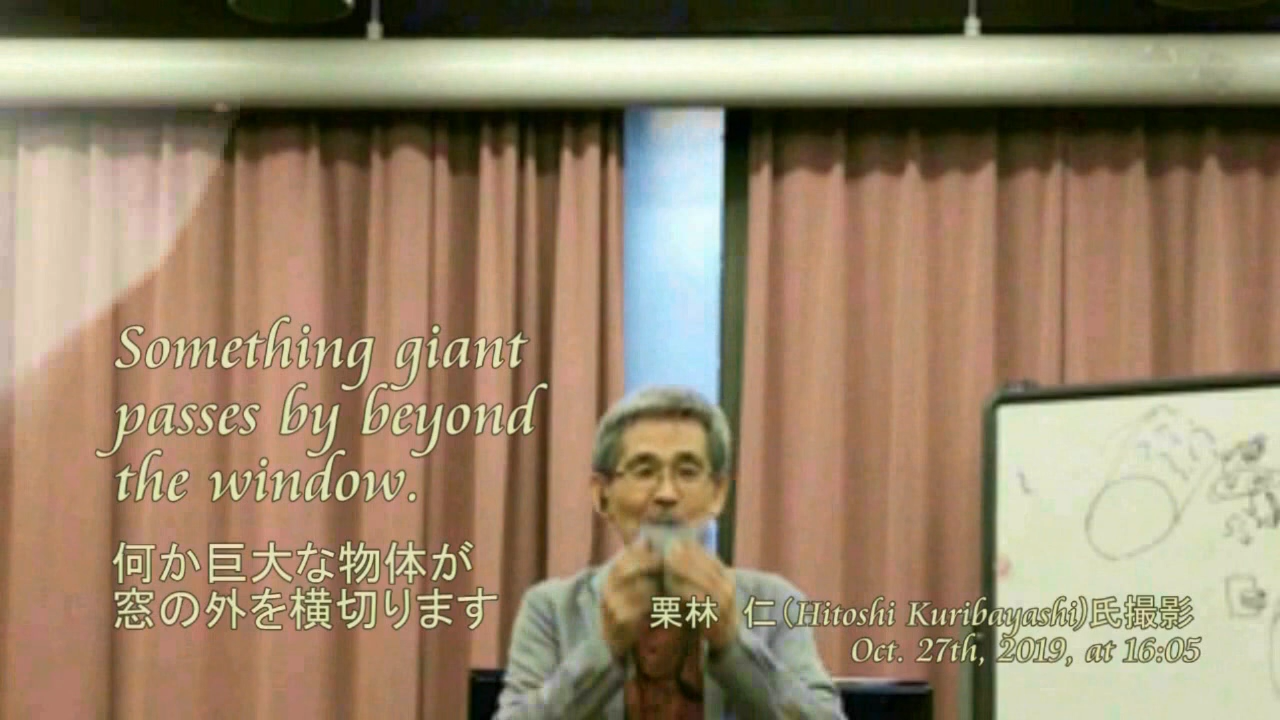 Something giant
passes by beyond
the window.
何か巨大な物体が
窓の外を横切ります
栗林 仁(Hitoshi Kuribayashi)氏撮影
Oct. 27th, 2019, at 16:05